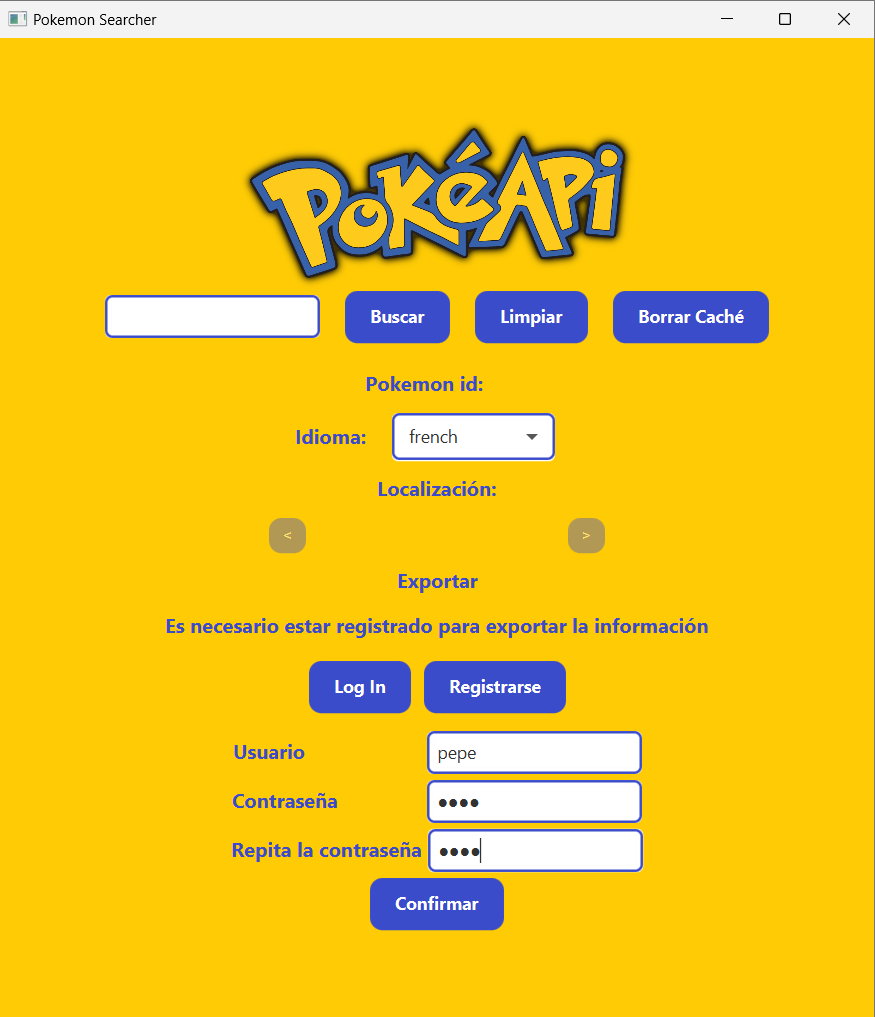 Pokemon Searcher
PokéApi
Buscar Limpiar Borrar Caché
Pokemon id:
Idioma: french
Localización:
< >
Exportar
Es necesario estar registrado para exportar la información
Log In Registrarse
Usuario pepe
Contraseña ●●●●
Repita la contraseña ●●●●
Confirmar